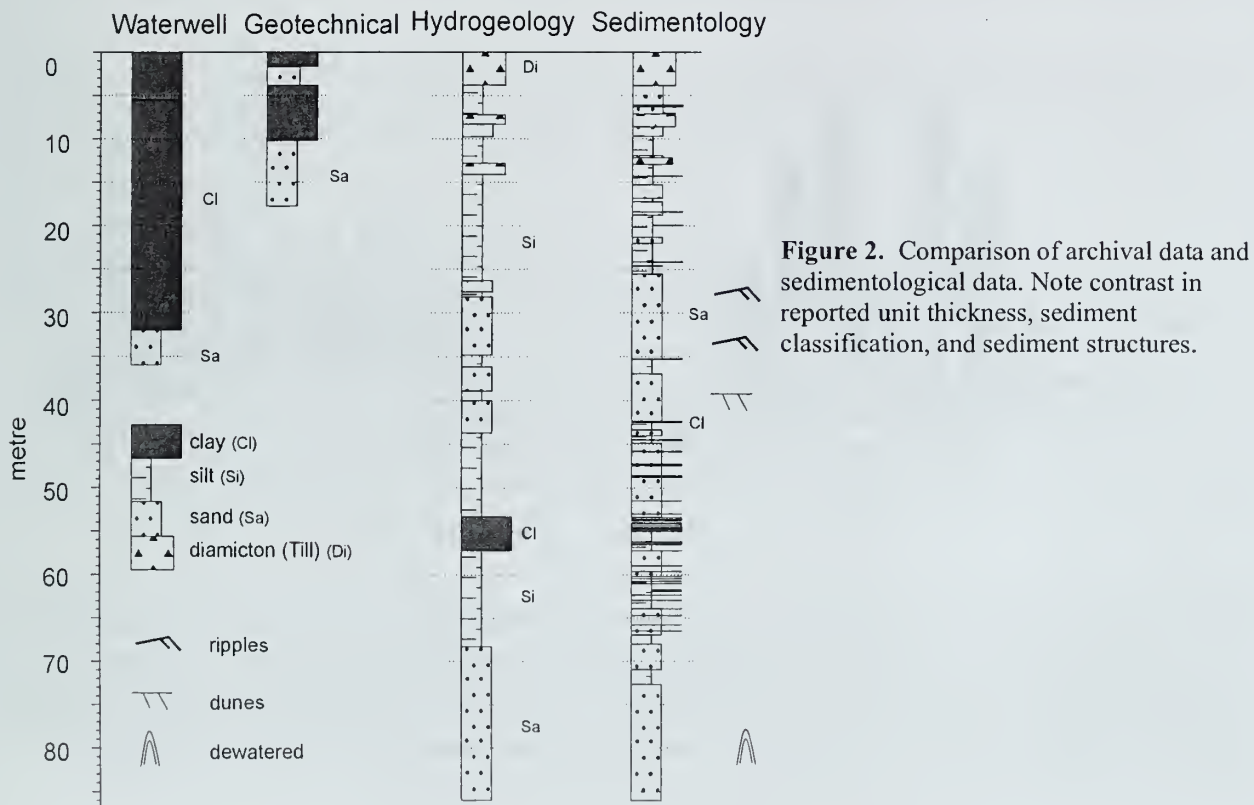 Waterwell Geotechnical Hydrogeology Sedimentology
0
10
20
30
40
50
60
70
80
metre
Cl
Sa
Sa
Di
Si
Cl
Si
Sa
Sa
Cl
clay (Cl)
silt (Si)
sand (Sa)
diamicton (Till) (Di)
ripples
dunes
dewatered
Figure 2. Comparison of archival data and
sedimentological data. Note contrast in
reported unit thickness, sediment
classification, and sediment structures.